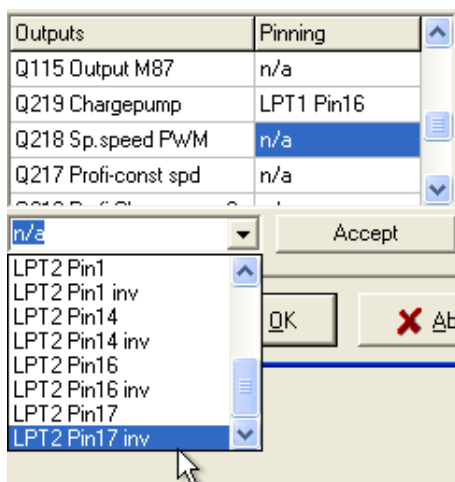 Outputs Pinning
Q115 Output M87 n/a
Q219 Chargepump LPT1 Pin16
Q218 Sp.speed PWM n/a
Q217 Profi-const spd n/a
n/a Accept
LPT2 Pin1
LPT2 Pin1 inv
LPT2 Pin14
LPT2 Pin14 inv
LPT2 Pin16
LPT2 Pin16 inv
LPT2 Pin17
LPT2 Pin17 inv
OK Ab